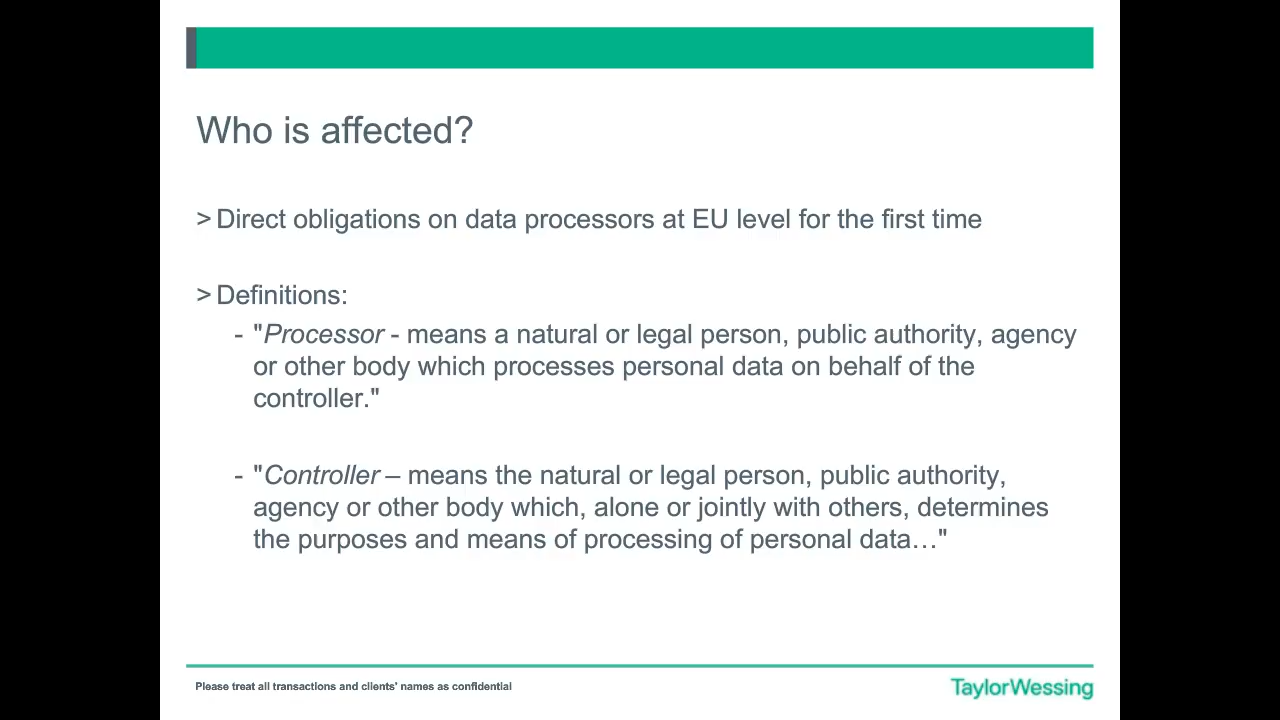 Who is affected?
> Direct obligations on data processors at EU level for the first time
> Definitions:
- "Processor - means a natural or legal person, public authority, agency
or other body which processes personal data on behalf of the
controller."
- "Controller – means the natural or legal person, public authority,
agency or other body which, alone or jointly with others, determines
the purposes and means of processing of personal data…"
Please treat all transactions and clients' names as confidential
TaylorWessing